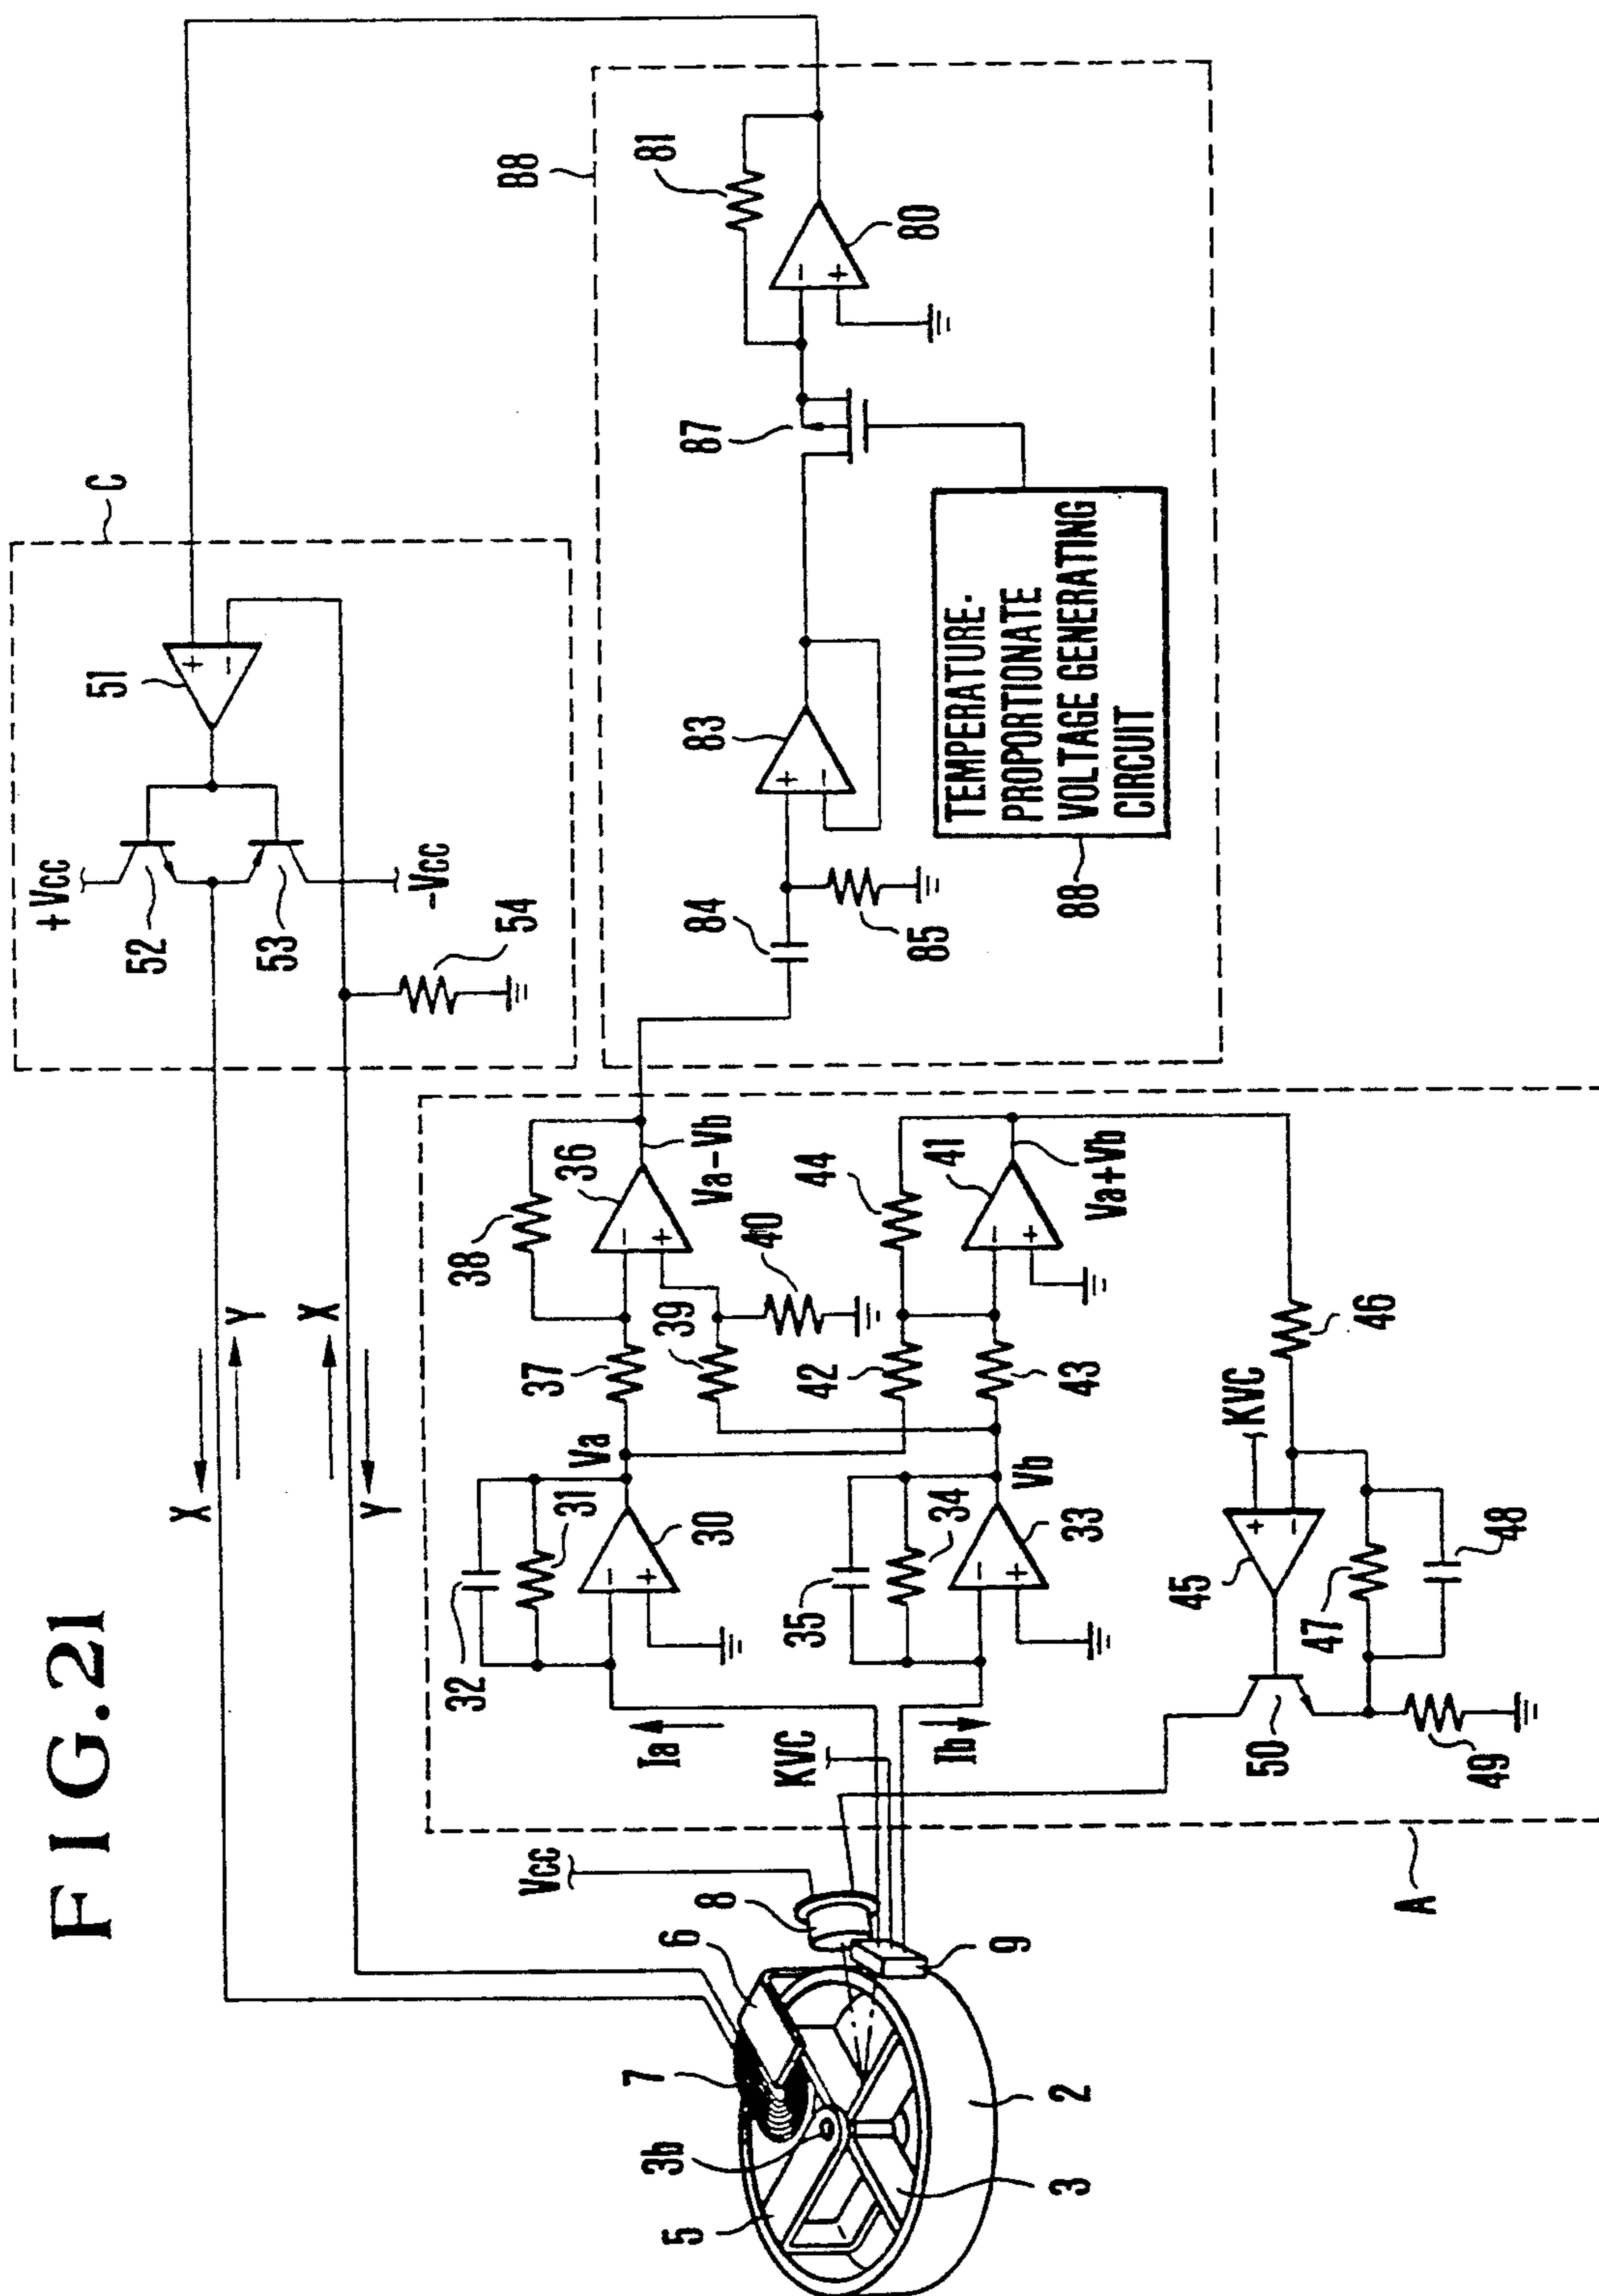 FIG.21
X
Y
X
Y
+Vcc
52
53
-Vcc
54
51
C
Vcc
8
6
7
3b
5
3
2
9
KVC
Ia
Ib
32
31
30
Va
37
38
36
Va-Vb
39
40
35
34
33
Vb
42
43
44
41
Va+Vb
46
KVC
45
47
48
50
49
A
84
85
83
87
81
80
88
TEMPERATURE-
PROPORTIONATE
VOLTAGE GENERATING
CIRCUIT
88